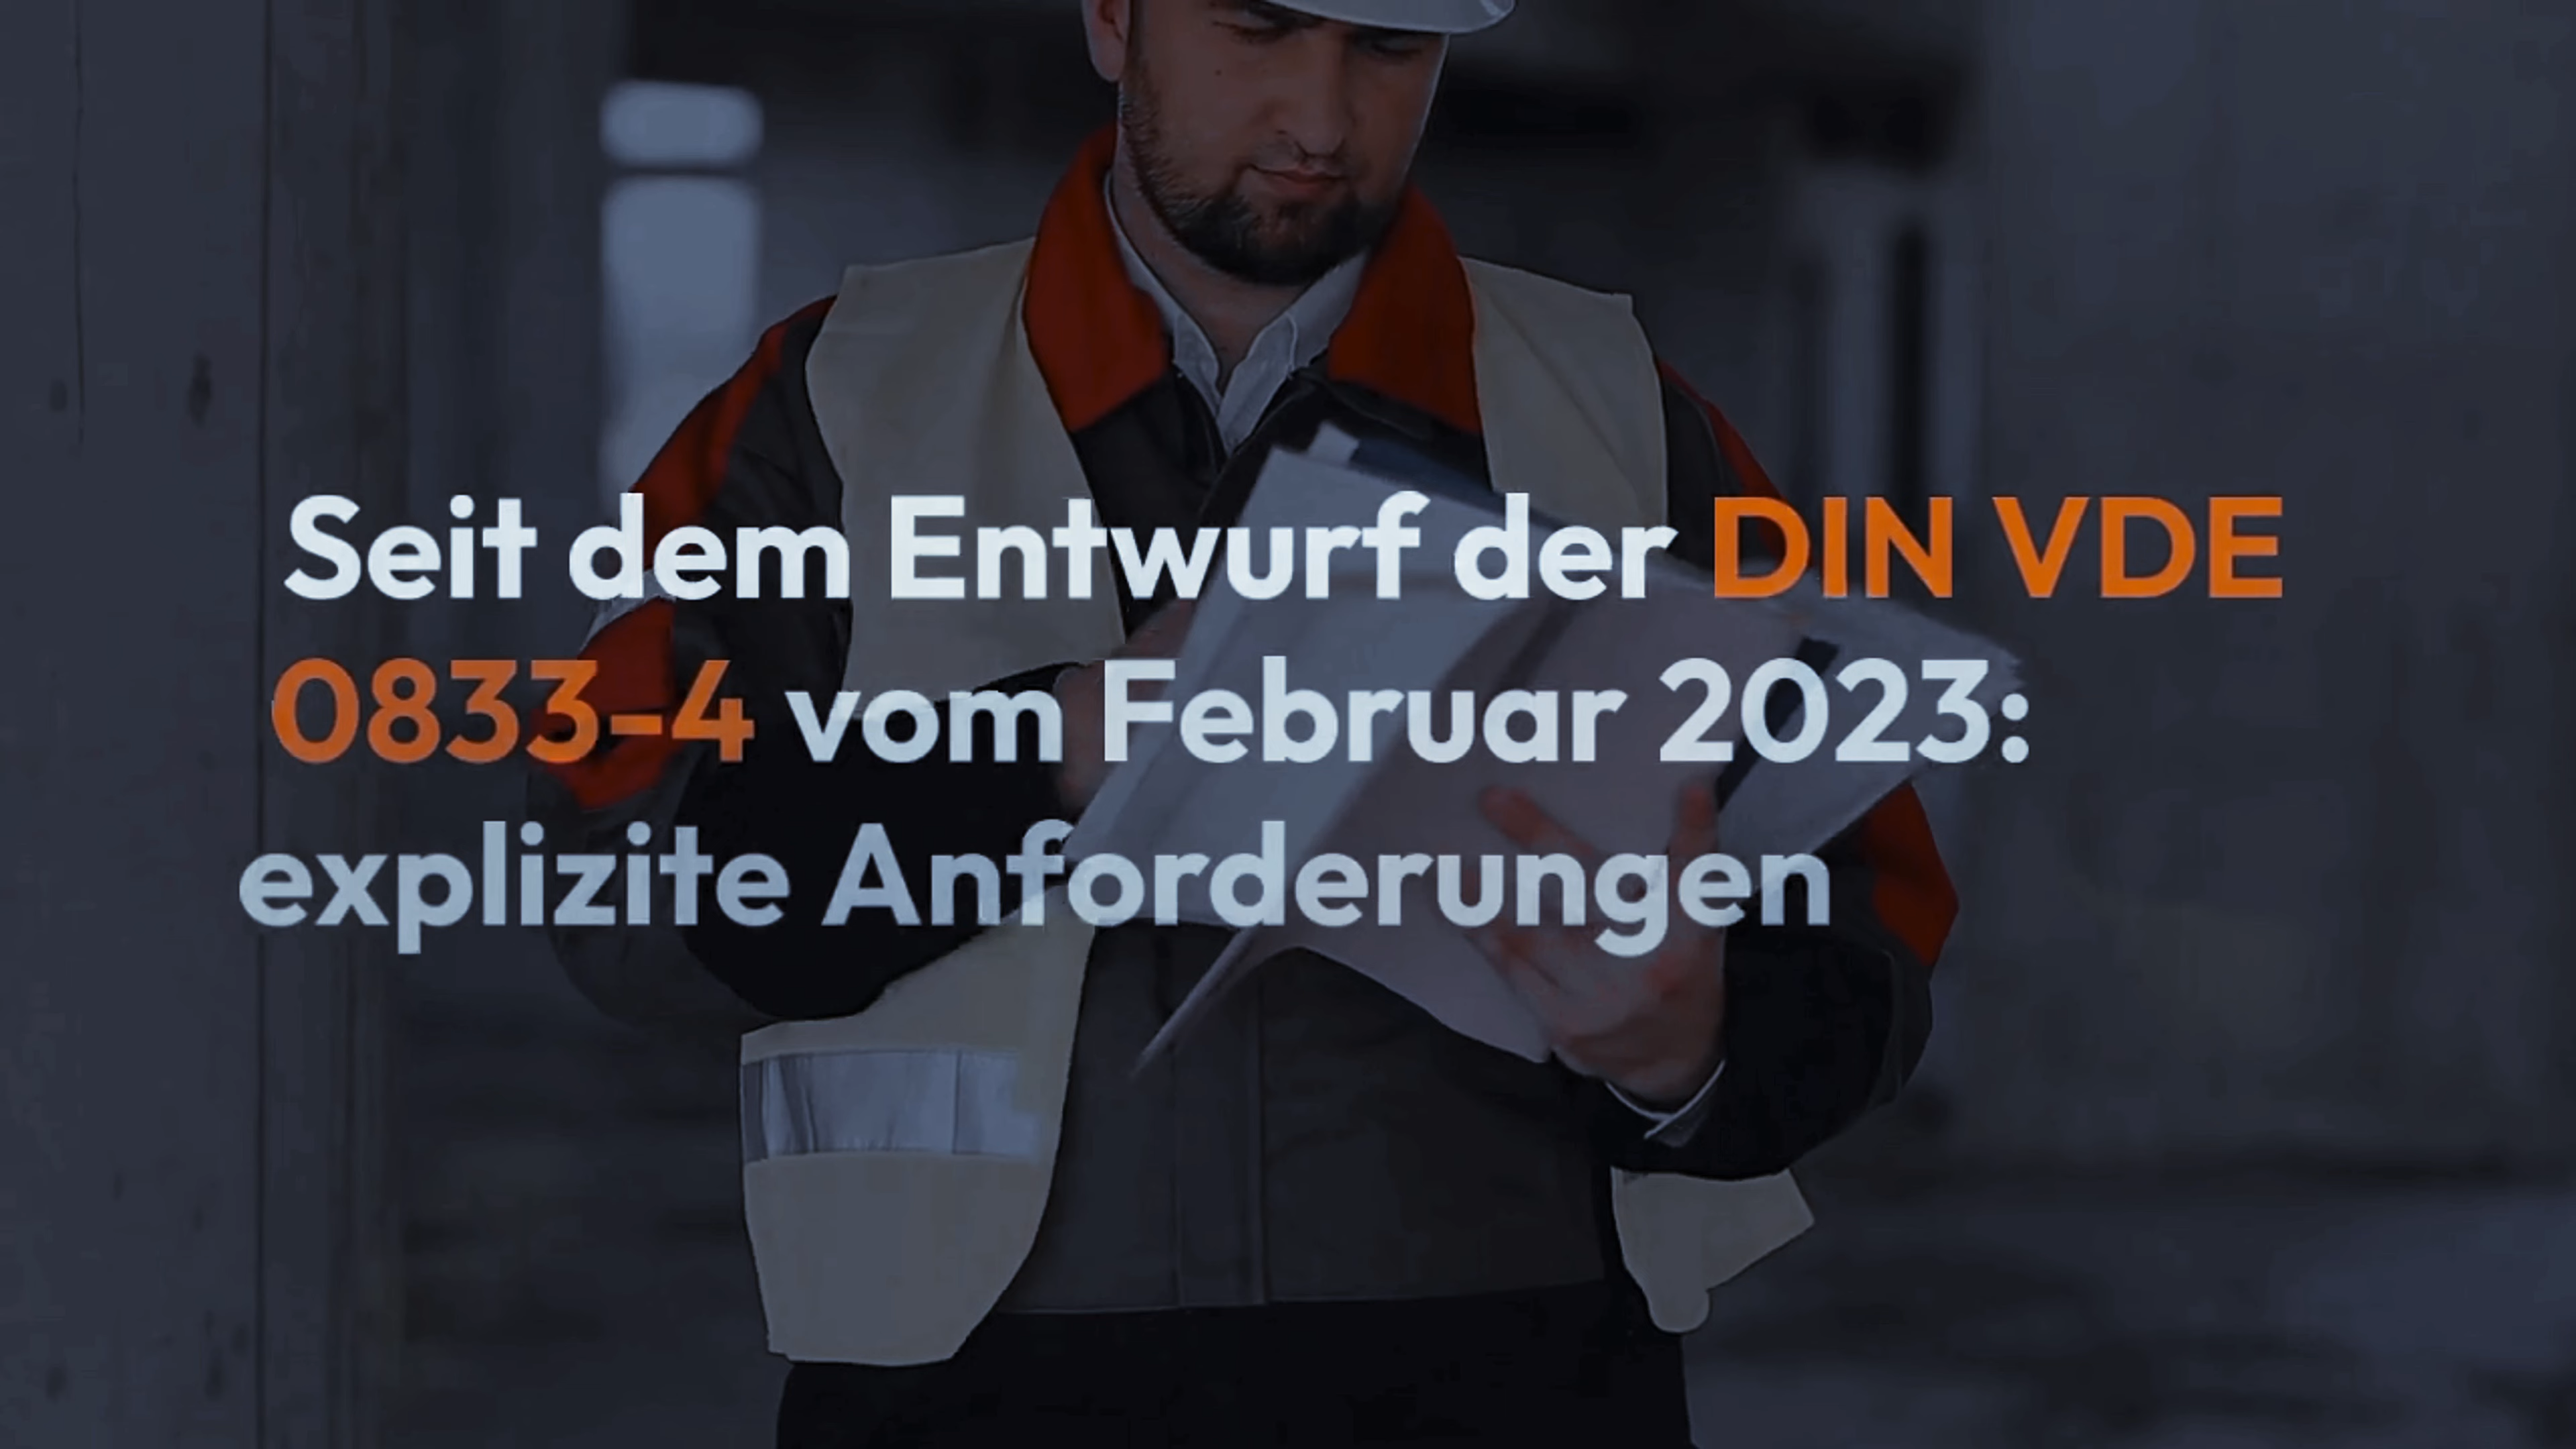 Seit dem Entwurf der DIN VDE
0833-4 vom Februar 2023:
explizite Anforderungen